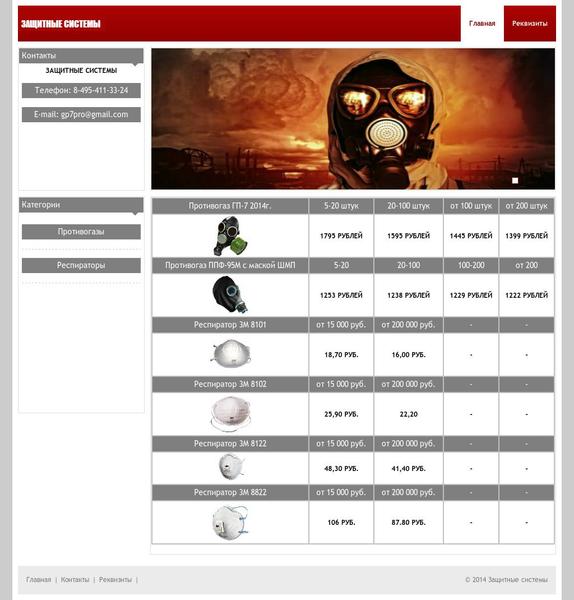 ЗАЩИТНЫЕ СИСТЕМЫ
Главная
Реквизиты
Контакты
ЗАЩИТНЫЕ СИСТЕМЫ
Телефон: 8-495-411-33-24
E-mail: gp7pro@gmail.com
Категории
Противогазы
Респираторы
Противогаз ГП-7 2014г. 5-20 штук 20-100 штук от 100 штук от 200 штук
1795 РУБЛЕЙ 1595 РУБЛЕЙ 1445 РУБЛЕЙ 1399 РУБЛЕЙ
Противогаз ППФ-95М с маской ШМП 5-20 20-100 100-200 от 200
1253 РУБЛЕЙ 1238 РУБЛЕЙ 1229 РУБЛЕЙ 1222 РУБЛЕЙ
Респиратор 3М 8101 от 15 000 руб. от 200 000 руб. - -
18,70 РУБ. 16,00 РУБ. - -
Респиратор 3М 8102 от 15 000 руб. от 200 000 руб. - -
25,90 РУБ. 22,20 - -
Респиратор 3М 8122 от 15 000 руб. от 200 000 руб. - -
48,30 РУБ. 41,40 РУБ. - -
Респиратор 3М 8822 от 15 000 руб. от 200 000 руб. - -
106 РУБ. 87.80 РУБ. - -
Главная | Контакты | Реквизиты |
© 2014 Защитные системы